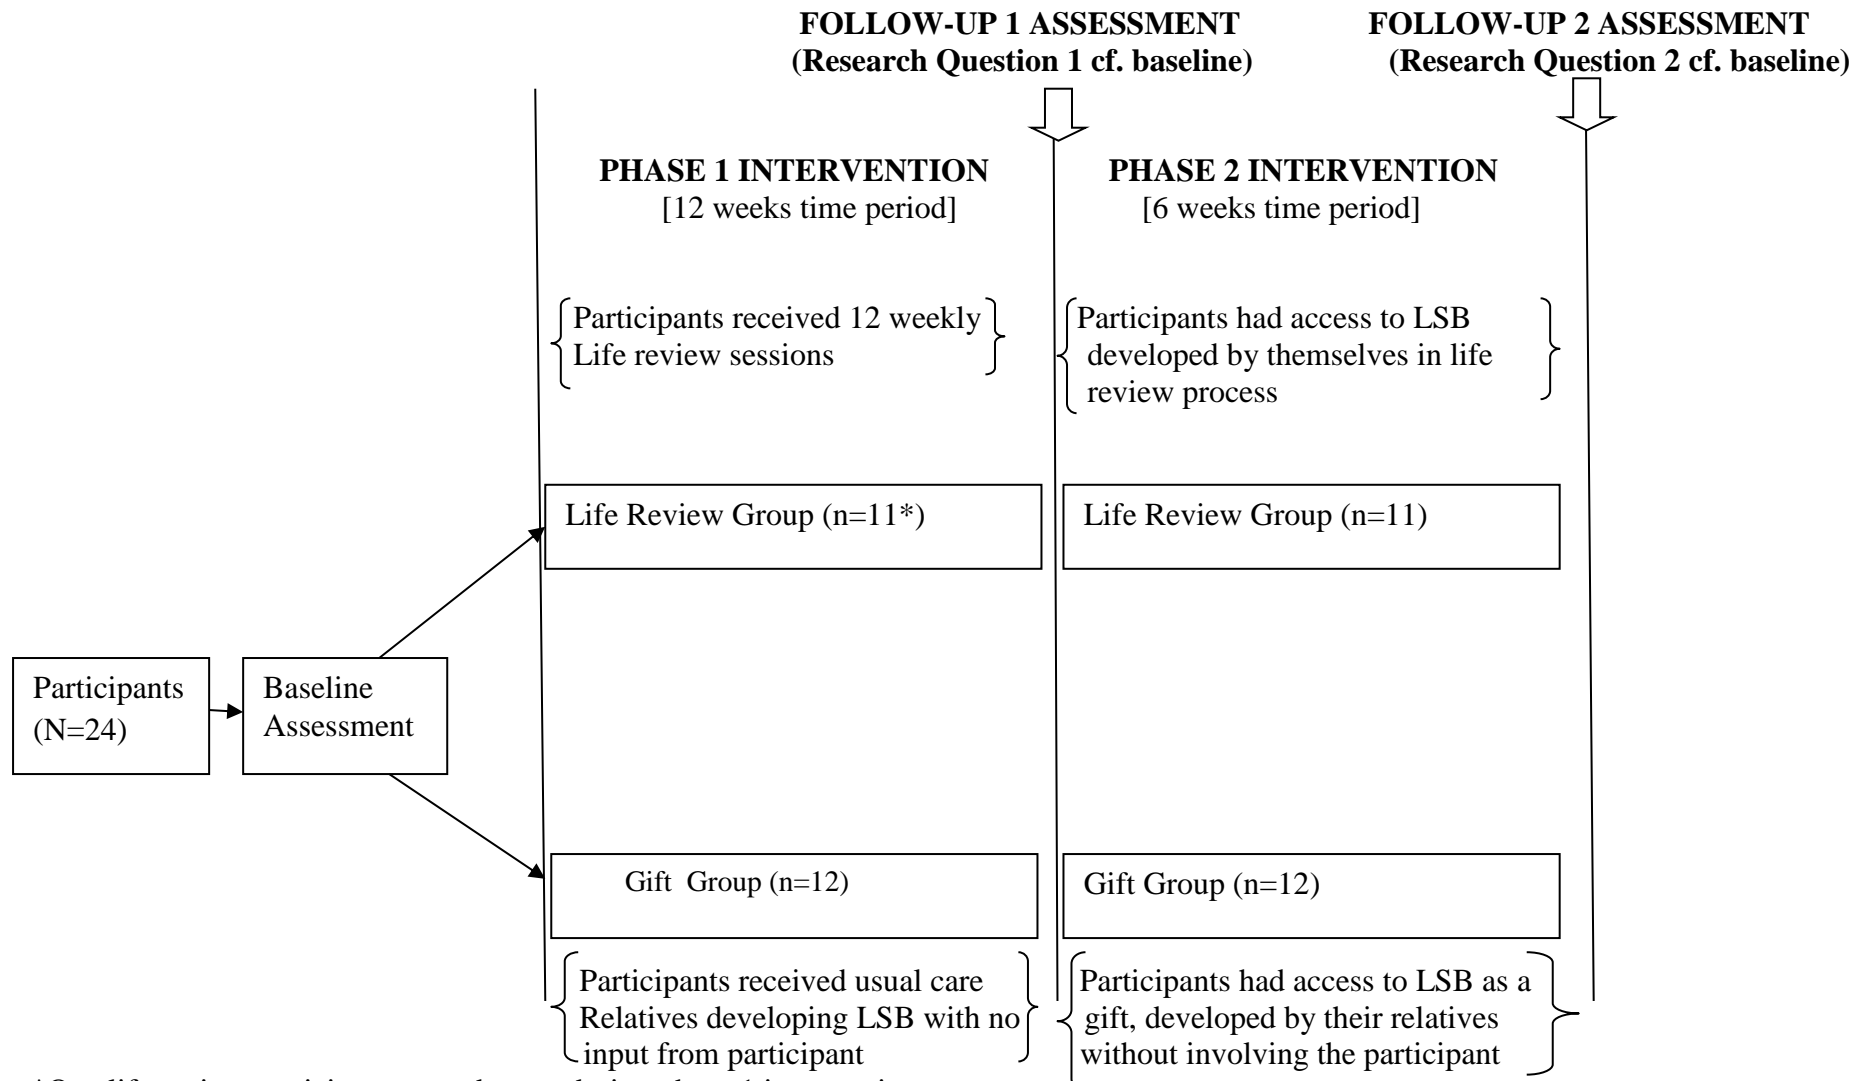 FOLLOW-UP 1 ASSESSMENT
(Research Question 1 cf. baseline)
FOLLOW-UP 2 ASSESSMENT
(Research Question 2 cf. baseline)
PHASE 1 INTERVENTION
[12 weeks time period]
PHASE 2 INTERVENTION
[6 weeks time period]
Participants received 12 weekly
Life review sessions
Participants had access to LSB
developed by themselves in life
review process
Life Review Group (n=11*)
Life Review Group (n=11)
Participants
(N=24)
Baseline
Assessment
Gift Group (n=12)
Gift Group (n=12)
Participants received usual care
Relatives developing LSB with no
input from participant
Participants had access to LSB as a
gift, developed by their relatives
without involving the participant